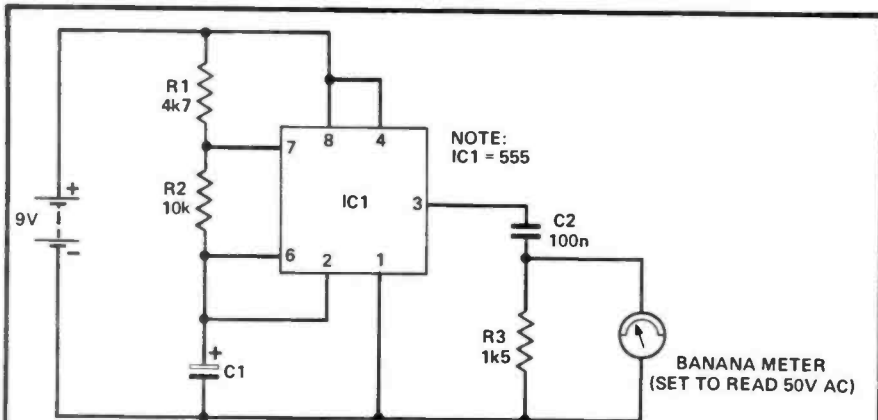 R1
4k7
NOTE:
IC1 = 555
7
8
4
R2
10k
IC1
3
9V
+
–
C2
100n
6
2
1
R3
1k5
+
C1
BANANA METER
(SET TO READ 50V AC)